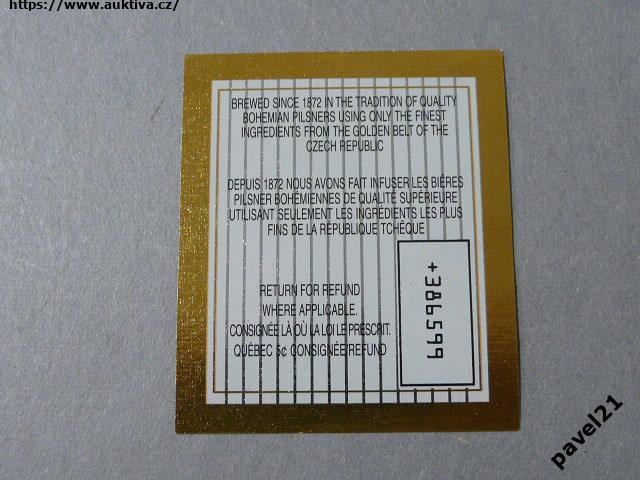 https://www.auktiva.cz/
BREWED SINCE 1872 IN THE TRADITION OF QUALITY
BOHEMIAN PILSNERS USING ONLY THE FINEST
INGREDIENTS FROM THE GOLDEN BELT OF THE
CZECH REPUBLIC
DEPUIS 1872 NOUS AVONS FAIT INFUSER LES BIÈRES
PILSNER BOHÉMIENNES DE QUALITÉ SUPÉRIEURE
UTILISANT SEULEMENT LES INGRÉDIENTS LES PLUS
FINS DE LA RÉPUBLIQUE TCHÈQUE
RETURN FOR REFUND
WHERE APPLICABLE.
CONSIGNÉE LÀ OÙ LA LOI LE PRESCRIT.
QUÉBEC 5¢ CONSIGNÉE/REFUND
+386599
pavel21